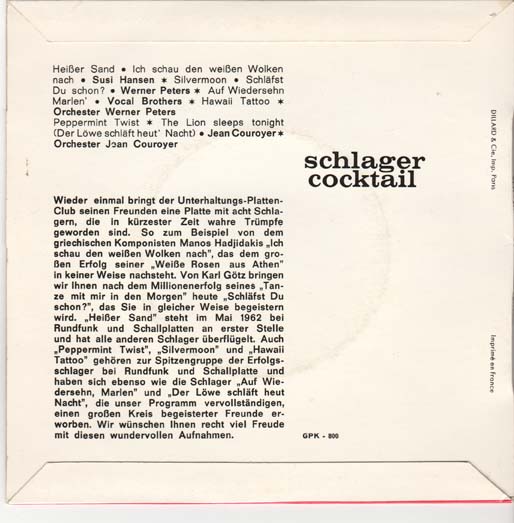 Heißer Sand • Ich schau den weißen Wolken
nach • Susi Hansen ✶ Silvermoon • Schläfst
Du schon? • Werner Peters ✶ Auf Wiedersehn
Marlen' • Vocal Brothers ✶ Hawaii Tattoo ✶
Orchester Werner Peters
Peppermint Twist ✶ The Lion sleeps tonight
(Der Löwe schläft heut' Nacht) • Jean Couroyer ✶
Orchester Jean Couroyer
schlager
cocktail
Wieder einmal bringt der Unterhaltungs-Platten-
Club seinen Freunden eine Platte mit acht Schla-
gern, die in kürzester Zeit wahre Trümpfe
geworden sind. So zum Beispiel von dem
griechischen Komponisten Manos Hadjidakis „Ich
schau den weißen Wolken nach", das dem gro-
ßen Erfolg seiner „Weiße Rosen aus Athen"
in keiner Weise nachsteht. Von Karl Götz bringen
wir Ihnen nach dem Millionenerfolg seines „Tan-
ze mit mir in den Morgen" heute „Schläfst Du
schon?", das Sie in gleicher Weise begeistern
wird. „Heißer Sand" steht im Mai 1962 bei
Rundfunk und Schallplatten an erster Stelle
und hat alle anderen Schlager überflügelt. Auch
„Peppermint Twist", „Silvermoon" und „Hawaii
Tattoo" gehören zur Spitzengruppe der Erfolgs-
schlager bei Rundfunk und Schallplatte und
haben sich ebenso wie die Schlager „Auf Wie-
dersehn, Marlen" und „Der Löwe schläft heut
Nacht", die unser Programm vervollständigen,
einen großen Kreis begeisterter Freunde er-
worben. Wir wünschen Ihnen recht viel Freude
mit diesen wundervollen Aufnahmen.
GPK - 800
DILLARD & Cie, Imp. Paris
Imprimé en France